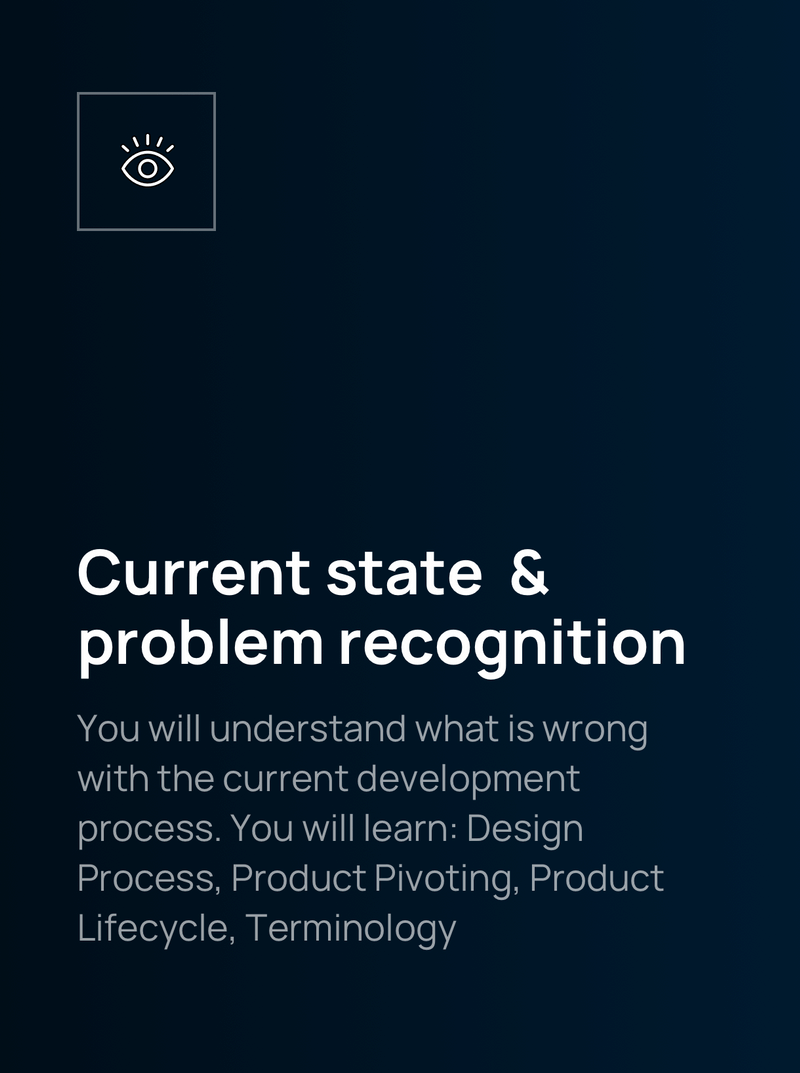 Current state  &
problem recognition
You will understand what is wrong
with the current development
process. You will learn: Design
Process, Product Pivoting, Product
Lifecycle, Terminology